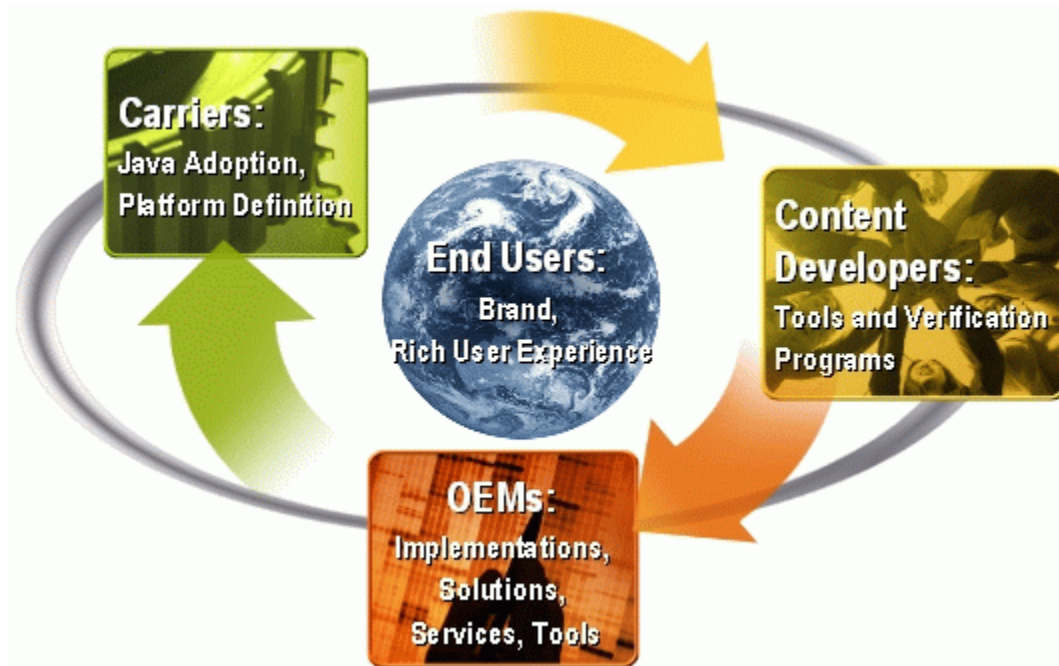 Carriers:
Java Adoption,
Platform Definition
Content
Developers:
Tools and Verification
Programs
End Users:
Brand,
Rich User Experience
OEMs:
Implementations,
Solutions,
Services, Tools